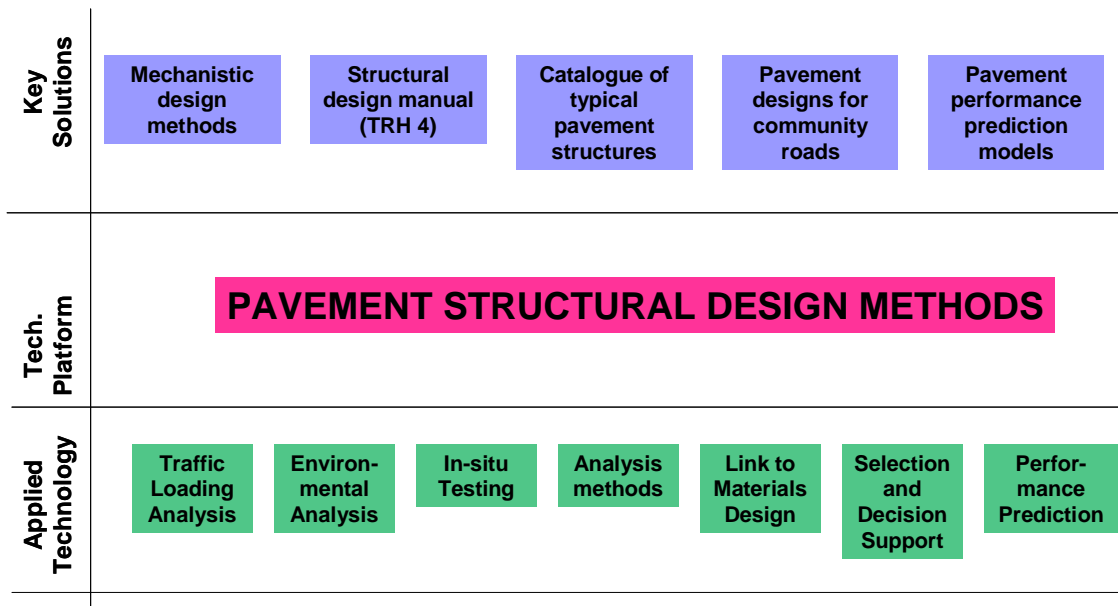 Key
Solutions
Mechanistic
design
methods
Structural
design manual
(TRH 4)
Catalogue of
typical
pavement
structures
Pavement
designs for
community
roads
Pavement
performance
prediction
models
Tech.
Platform
PAVEMENT STRUCTURAL DESIGN METHODS
Applied
Technology
Traffic
Loading
Analysis
Environ-
mental
Analysis
In-situ
Testing
Analysis
methods
Link to
Materials
Design
Selection
and
Decision
Support
Perfor-
mance
Prediction